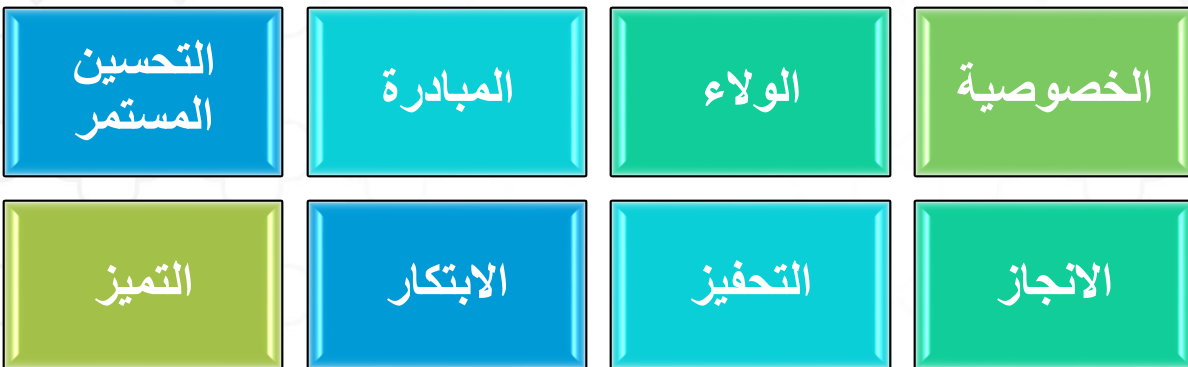 الخصوصية
الولاء
المبادرة
التحسين
المستمر
الانجاز
التحفيز
الابتكار
التميز